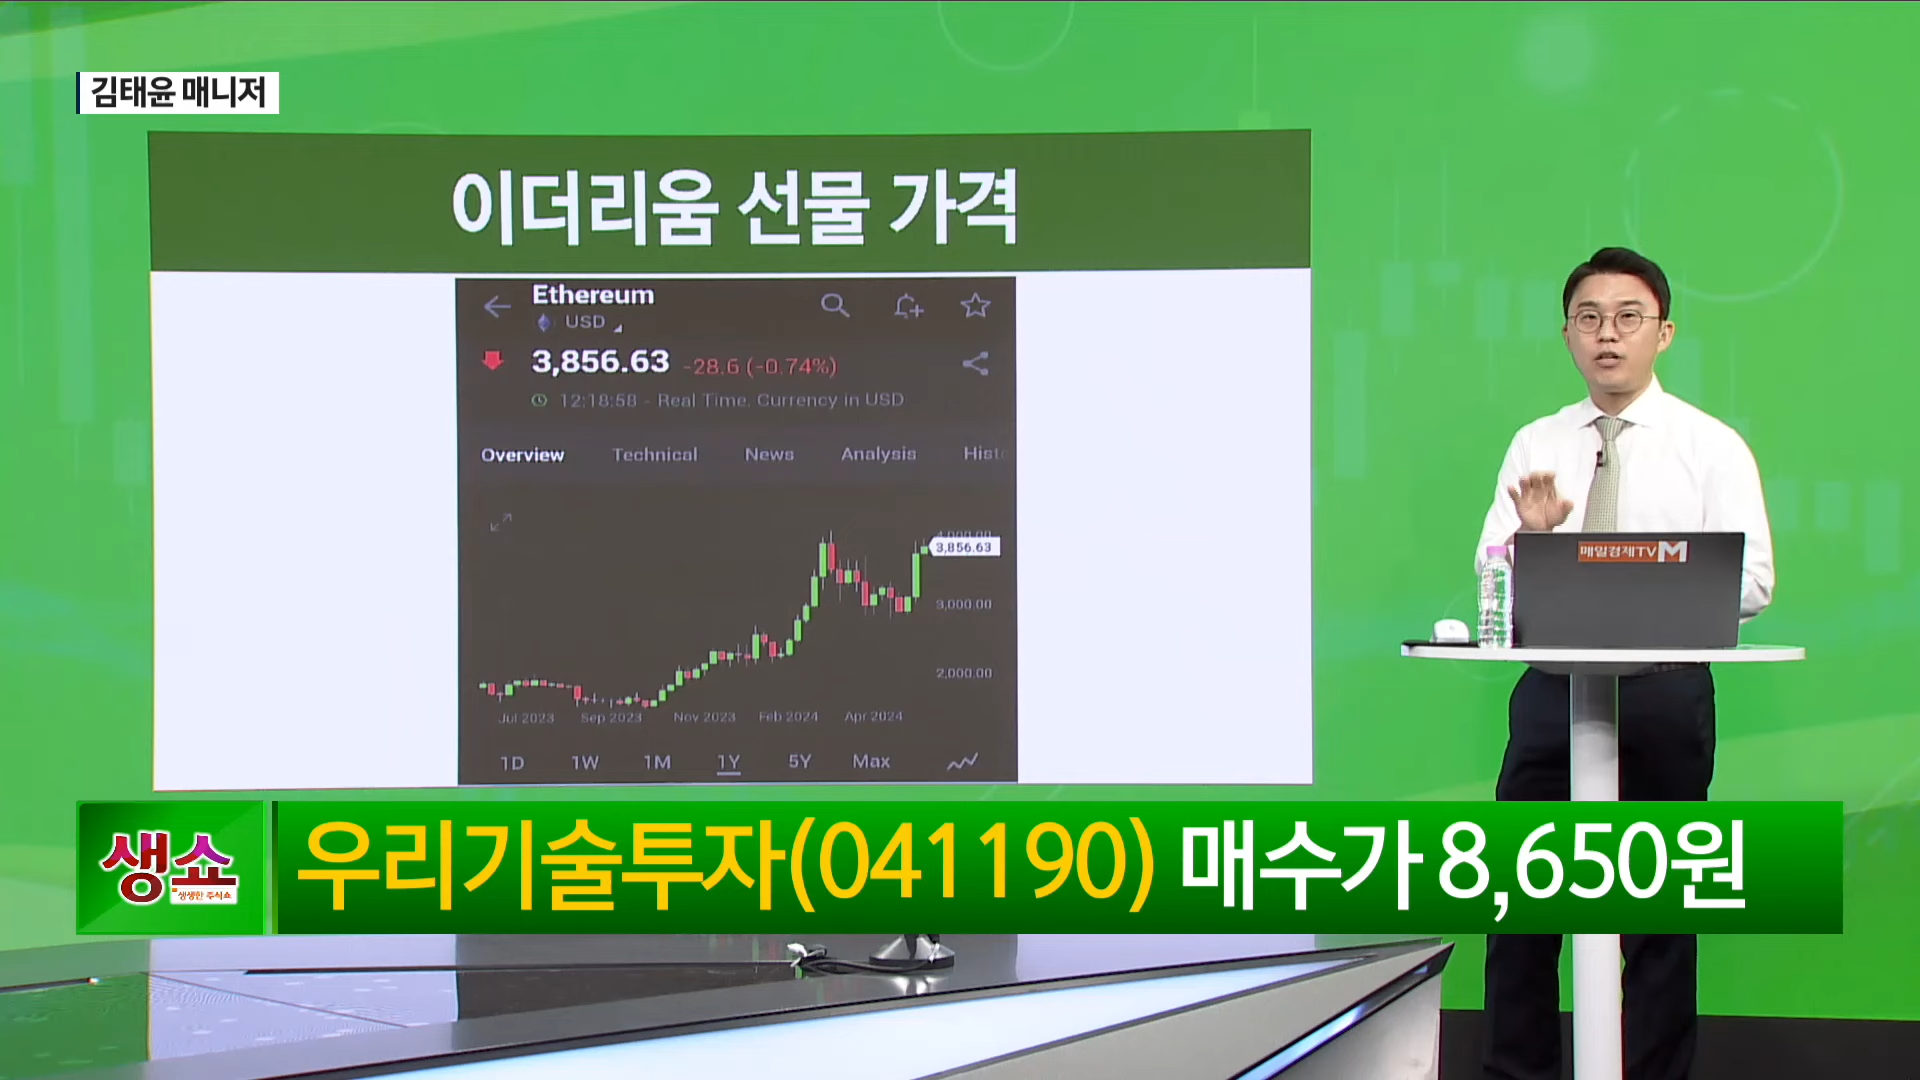 김태윤 매니저
이더리움 선물 가격
Ethereum
USD
3,856.63 -28.6 (-0.74%)
12:18:58 - Real Time. Currency in USD
Overview Technical News Analysis Hist
4,000.00
3,856.63
3,000.00
2,000.00
Jul 2023 Sep 2023 Nov 2023 Feb 2024 Apr 2024
1D 1W 1M 1Y 5Y Max
매일경제TV M
생쇼
생생한 주식쇼
우리기술투자(041190) 매수가 8,650원